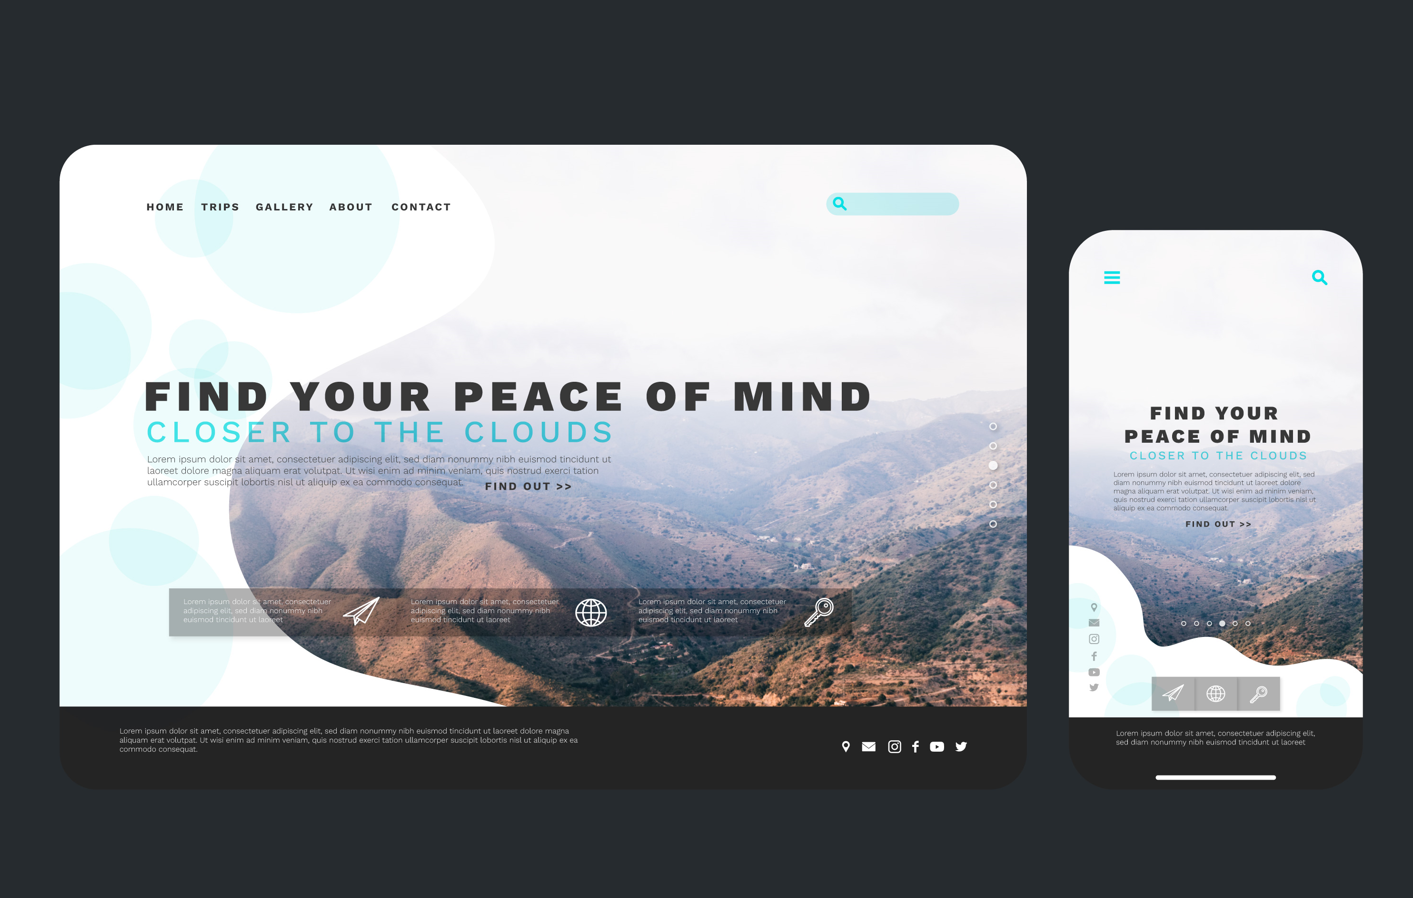 HOME TRIPS GALLERY ABOUT CONTACT
FIND YOUR PEACE OF MIND
CLOSER TO THE CLOUDS
Lorem ipsum dolor sit amet, consectetuer adipiscing elit, sed diam nonummy nibh euismod tincidunt ut
laoreet dolore magna aliquam erat volutpat. Ut wisi enim ad minim veniam, quis nostrud exerci tation
ullamcorper suscipit lobortis nisl ut aliquip ex ea commodo consequat.
FIND OUT >>
Lorem ipsum dolor sit amet, consectetuer
adipiscing elit, sed diam nonummy nibh
euismod tincidunt ut laoreet
Lorem ipsum dolor sit amet, consectetuer
adipiscing elit, sed diam nonummy nibh
euismod tincidunt ut laoreet
Lorem ipsum dolor sit amet, consectetuer
adipiscing elit, sed diam nonummy nibh
euismod tincidunt ut laoreet
Lorem ipsum dolor sit amet, consectetuer adipiscing elit, sed diam nonummy nibh euismod tincidunt ut laoreet dolore magna
aliquam erat volutpat. Ut wisi enim ad minim veniam, quis nostrud exerci tation ullamcorper suscipit lobortis nisl ut aliquip ex ea
commodo consequat.
FIND YOUR
PEACE OF MIND
CLOSER TO THE CLOUDS
Lorem ipsum dolor sit amet, consectetuer adipiscing elit, sed
diam nonummy nibh euismod tincidunt ut laoreet dolore
magna aliquam erat volutpat. Ut wisi enim ad minim veniam,
quis nostrud exerci tation ullamcorper suscipit lobortis nisl ut
aliquip ex ea commodo consequat.
FIND OUT >>
Lorem ipsum dolor sit amet, consectetuer adipiscing elit,
sed diam nonummy nibh euismod tincidunt ut laoreet